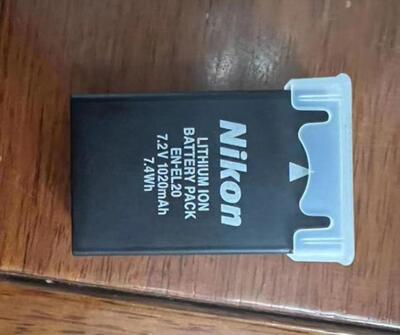 Nikon
LITHIUM ION
BATTERY PACK
EN-EL20
7.2V 1020mAh
7.4Wh